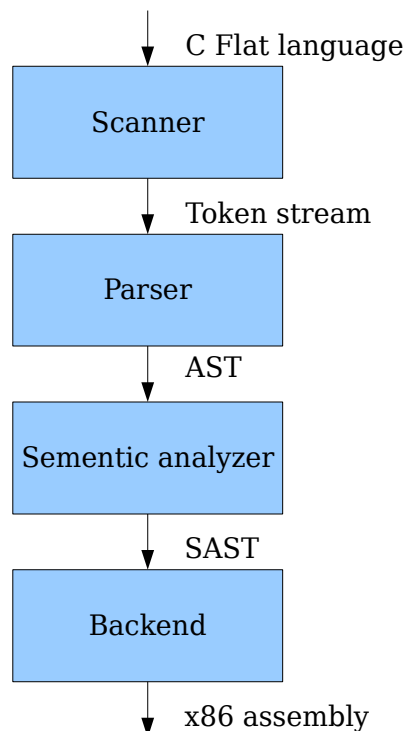 C Flat language
Scanner
Token stream
Parser
AST
Sementic analyzer
SAST
Backend
x86 assembly